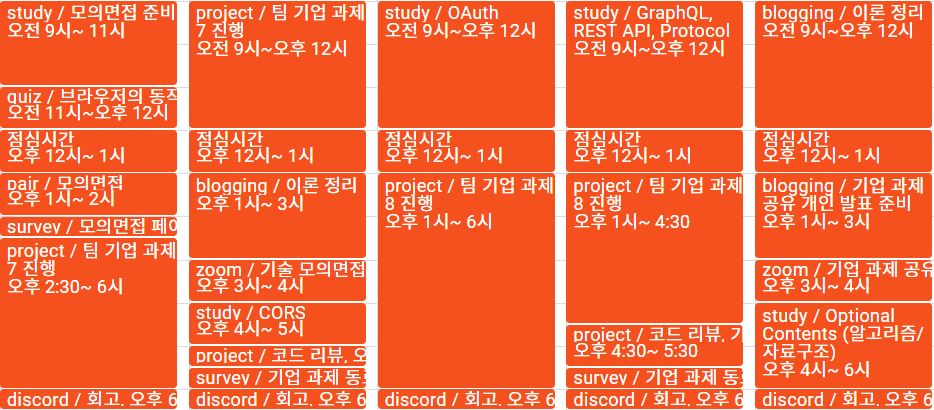 study / 모의면접 준비
오전 9시~ 11시
quiz / 브라우저의 동작
오전 11시~오후 12시
점심시간
오후 12시~ 1시
pair / 모의면접
오후 1시~ 2시
survey / 모의면접 페이
project / 팀 기업 과제
7 진행
오후 2:30~ 6시
discord / 회고, 오후 6
project / 팀 기업 과제
7 진행
오전 9시~오후 12시
점심시간
오후 12시~ 1시
blogging / 이론 정리
오후 1시~ 3시
zoom / 기술 모의면접
오후 3시~ 4시
study / CORS
오후 4시~ 5시
project / 코드 리뷰, 오
survey / 기업 과제 동
discord / 회고, 오후 6
study / OAuth
오전 9시~오후 12시
점심시간
오후 12시~ 1시
project / 팀 기업 과제
8 진행
오후 1시~ 6시
discord / 회고, 오후 6
study / GraphQL,
REST API, Protocol
오전 9시~오후 12시
점심시간
오후 12시~ 1시
project / 팀 기업 과제
8 진행
오후 1시~ 4:30
project / 코드 리뷰, 기
오후 4:30~ 5:30
survey / 기업 과제 동
discord / 회고, 오후 6
blogging / 이론 정리
오전 9시~오후 12시
점심시간
오후 12시~ 1시
blogging / 기업 과제
공유 개인 발표 준비
오후 1시~ 3시
zoom / 기업 과제 공유
오후 3시~ 4시
study / Optional
Contents (알고리즘/
자료구조)
오후 4시~ 6시
discord / 회고, 오후 6